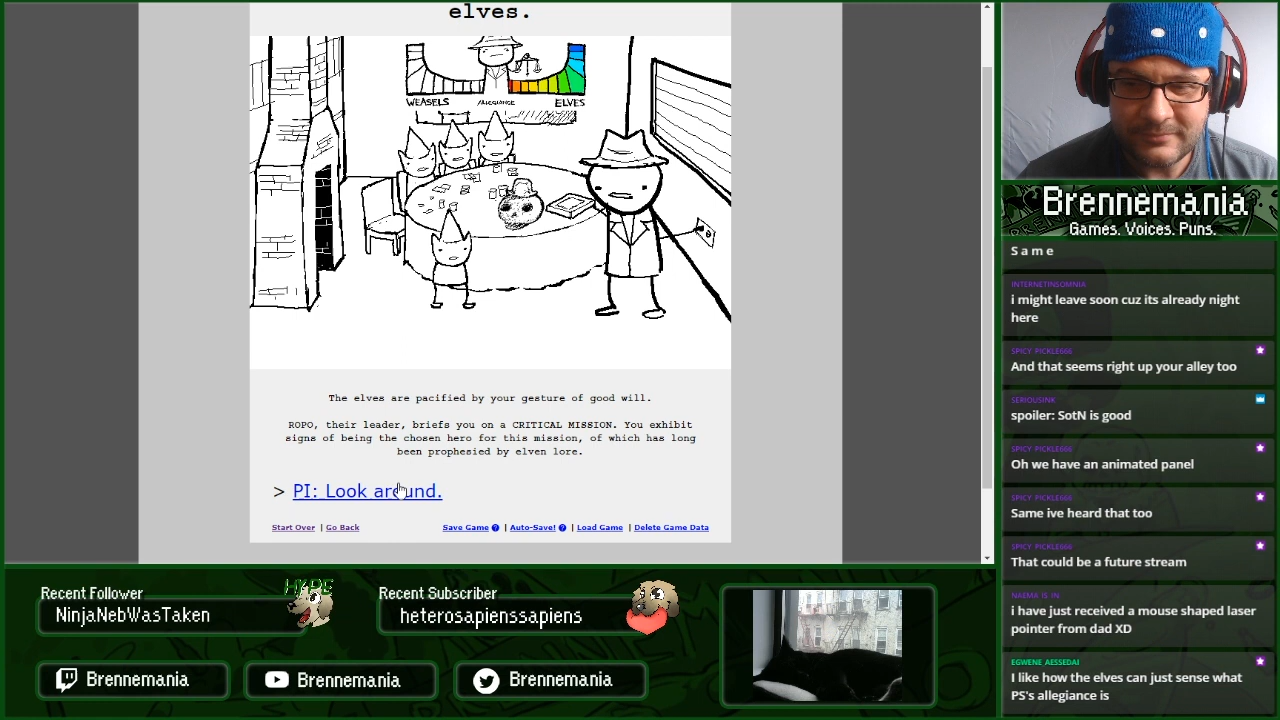 elves.
WEASELS
ALLEGIANCE
ELVES
The elves are pacified by your gesture of good will.
ROPO, their leader, briefs you on a CRITICAL MISSION. You exhibit
signs of being the chosen hero for this mission, of which has long
been prophesied by elven lore.
> PI: Look around.
Start Over | Go Back
Save Game ? | Auto-Save! ? | Load Game | Delete Game Data
Brennemania
Games. Voices. Puns.
Same
INTERNETINSOMNIA
i might leave soon cuz its already night
here
SPICY PICKLE666
And that seems right up your alley too
SERIOUSINK
spoiler: SotN is good
SPICY PICKLE666
Oh we have an animated panel
SPICY PICKLE666
Same ive heard that too
SPICY PICKLE666
That could be a future stream
NAEMA IS IN
i have just received a mouse shaped laser
pointer from dad XD
EGWENE AESSEDAI
I like how the elves can just sense what
PS's allegiance is
Recent Follower
HYPE
NinjaNebWasTaken
Recent Subscriber
heterosapienssapiens
Brennemania
Brennemania
Brennemania